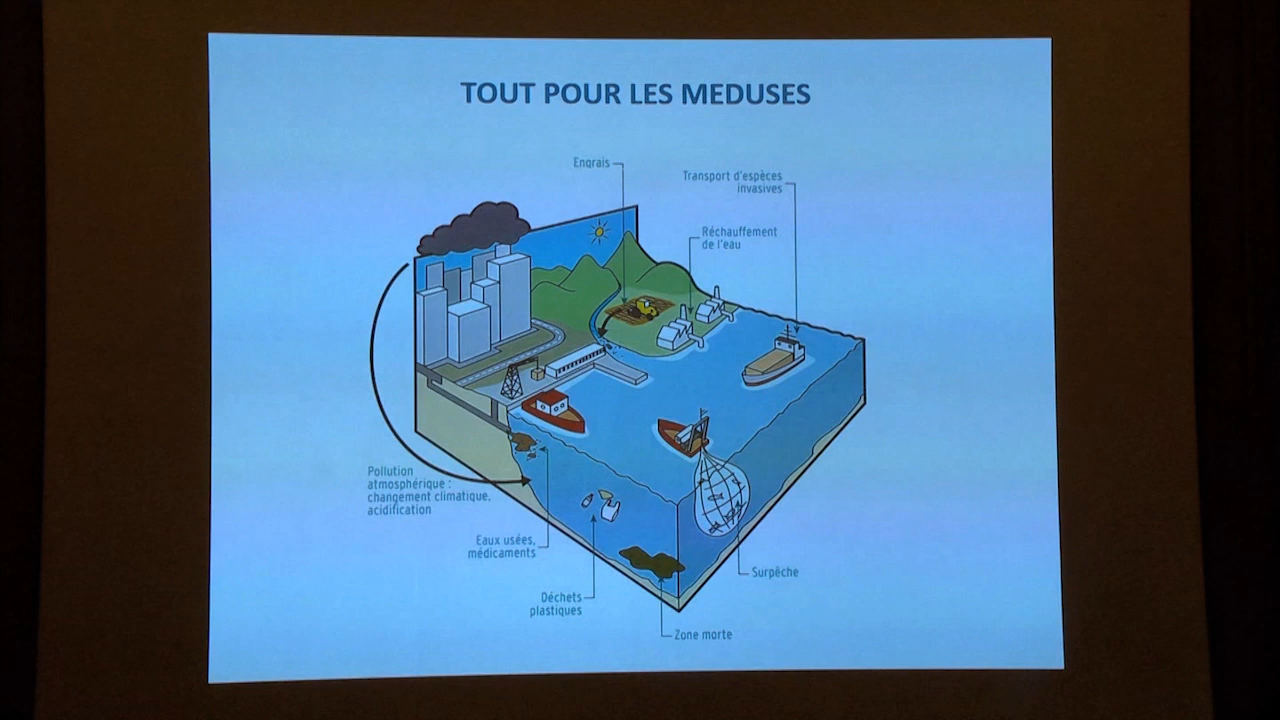 TOUT POUR LES MEDUSES
Engrais
Transport d'espèces
invasives
Réchauffement
de l'eau
Pollution
atmosphérique :
changement climatique,
acidification
Eaux usées,
médicaments
Déchets
plastiques
Surpêche
Zone morte